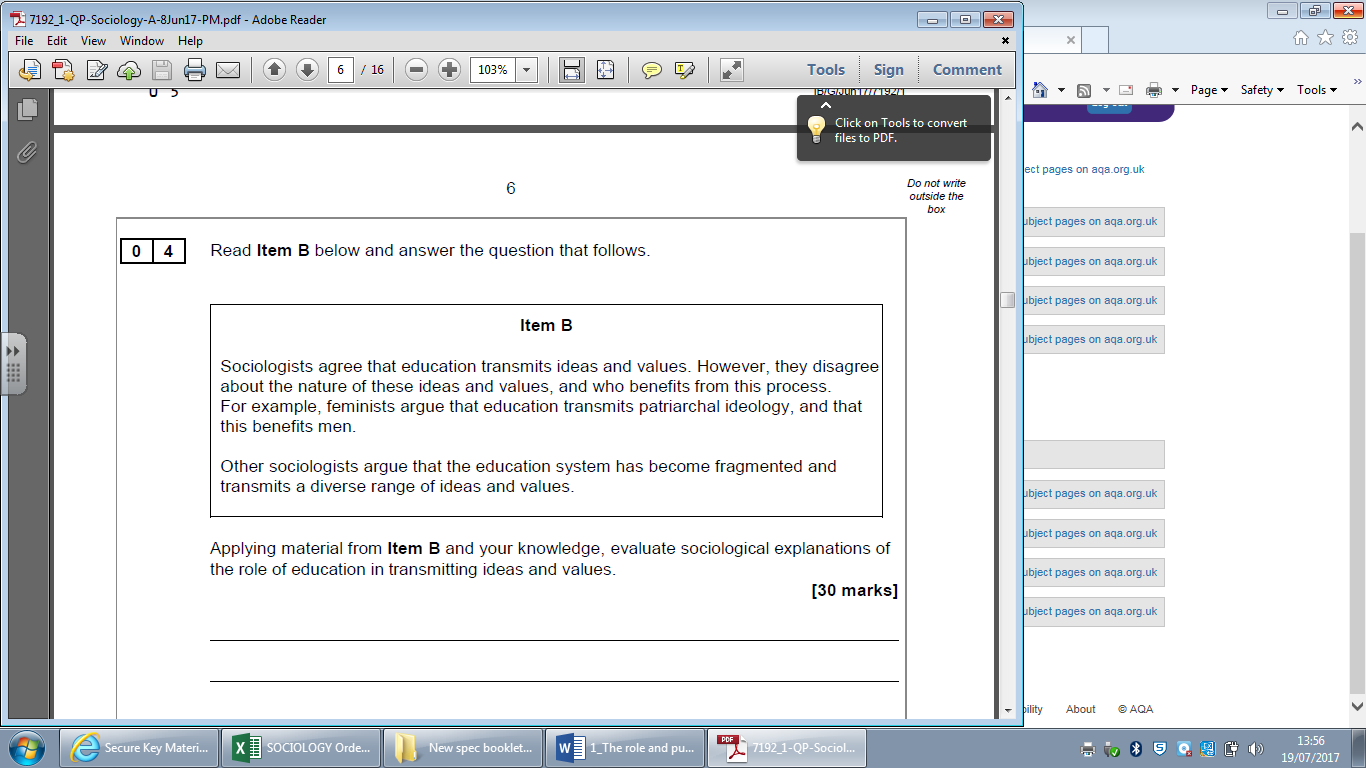 7192_1-QP-Sociology-A-8Jun17-PM.pdf - Adobe Reader
File Edit View Window Help
6 / 16 103% Tools Sign Comment
Page Safety Tools
0 5
IB/G/Jun17/7192/1
Click on Tools to convert
files to PDF.
6
Do not write
outside the
box
0 4 Read Item B below and answer the question that follows.
Item B
Sociologists agree that education transmits ideas and values. However, they disagree
about the nature of these ideas and values, and who benefits from this process.
For example, feminists argue that education transmits patriarchal ideology, and that
this benefits men.
Other sociologists argue that the education system has become fragmented and
transmits a diverse range of ideas and values.
Applying material from Item B and your knowledge, evaluate sociological explanations of
the role of education in transmitting ideas and values.
[30 marks]
ect pages on aqa.org.uk
ubject pages on aqa.org.uk
ubject pages on aqa.org.uk
ubject pages on aqa.org.uk
ubject pages on aqa.org.uk
ubject pages on aqa.org.uk
ubject pages on aqa.org.uk
ubject pages on aqa.org.uk
ubject pages on aqa.org.uk
bility About © AQA
Secure Key Materi... SOCIOLOGY Orde... New spec booklet... 1_The role and pu... 7192_1-QP-Sociol...
13:56
19/07/2017